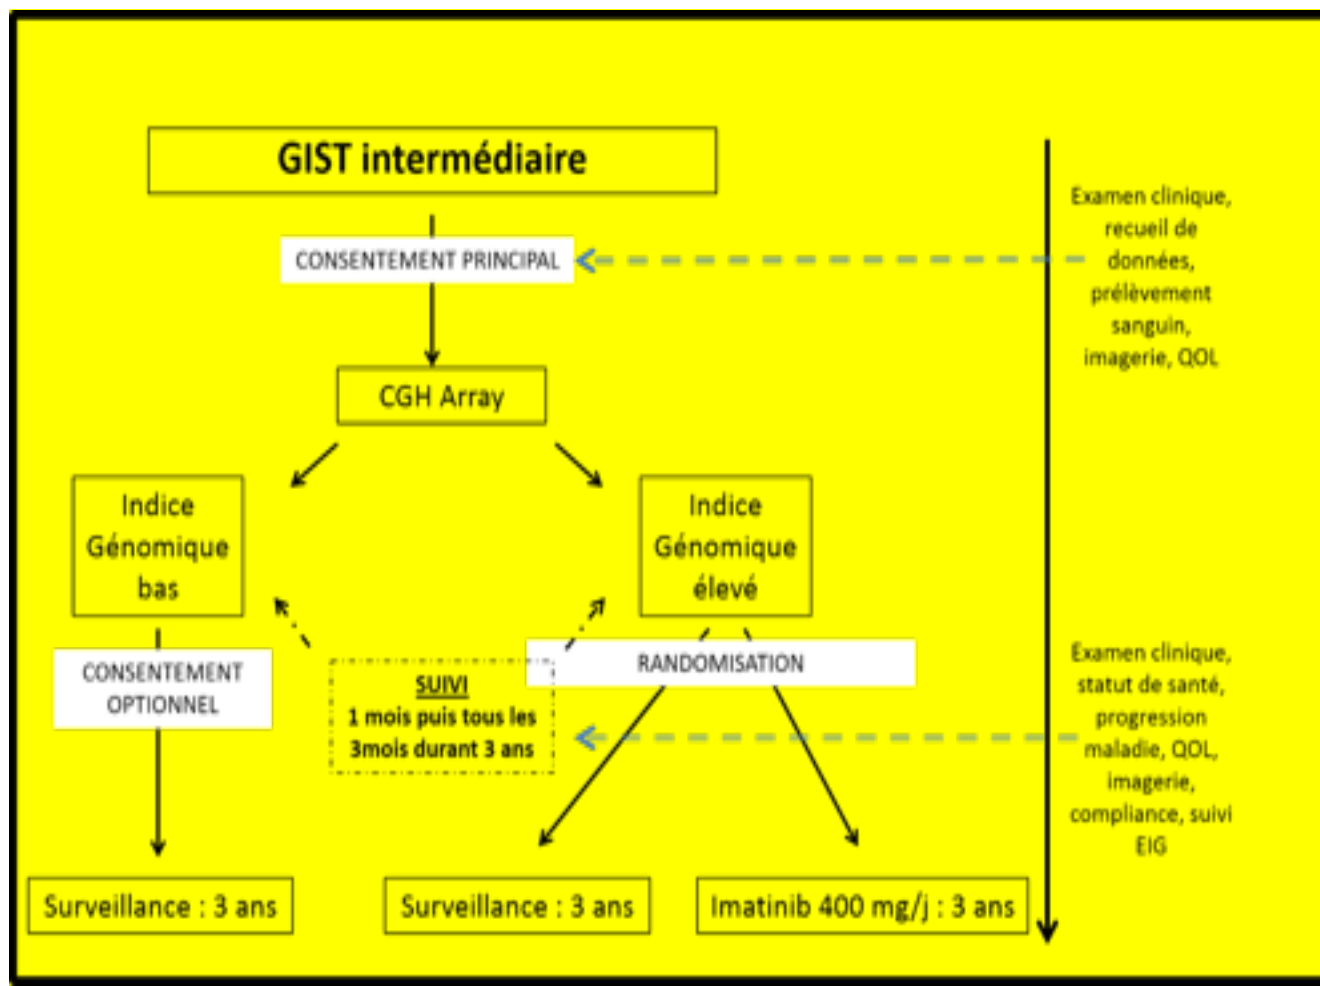 GIST intermédiaire
CONSENTEMENT PRINCIPAL
Examen clinique,
recueil de
données,
prélèvement
sanguin,
imagerie, QOL
CGH Array
Indice
Génomique
bas
Indice
Génomique
élevé
CONSENTEMENT
OPTIONNEL
SUIVI
1 mois puis tous les
3mois durant 3 ans
RANDOMISATION
Examen clinique,
statut de santé,
progression
maladie, QOL,
imagerie,
compliance, suivi
EIG
Surveillance : 3 ans
Surveillance : 3 ans
Imatinib 400 mg/j : 3 ans